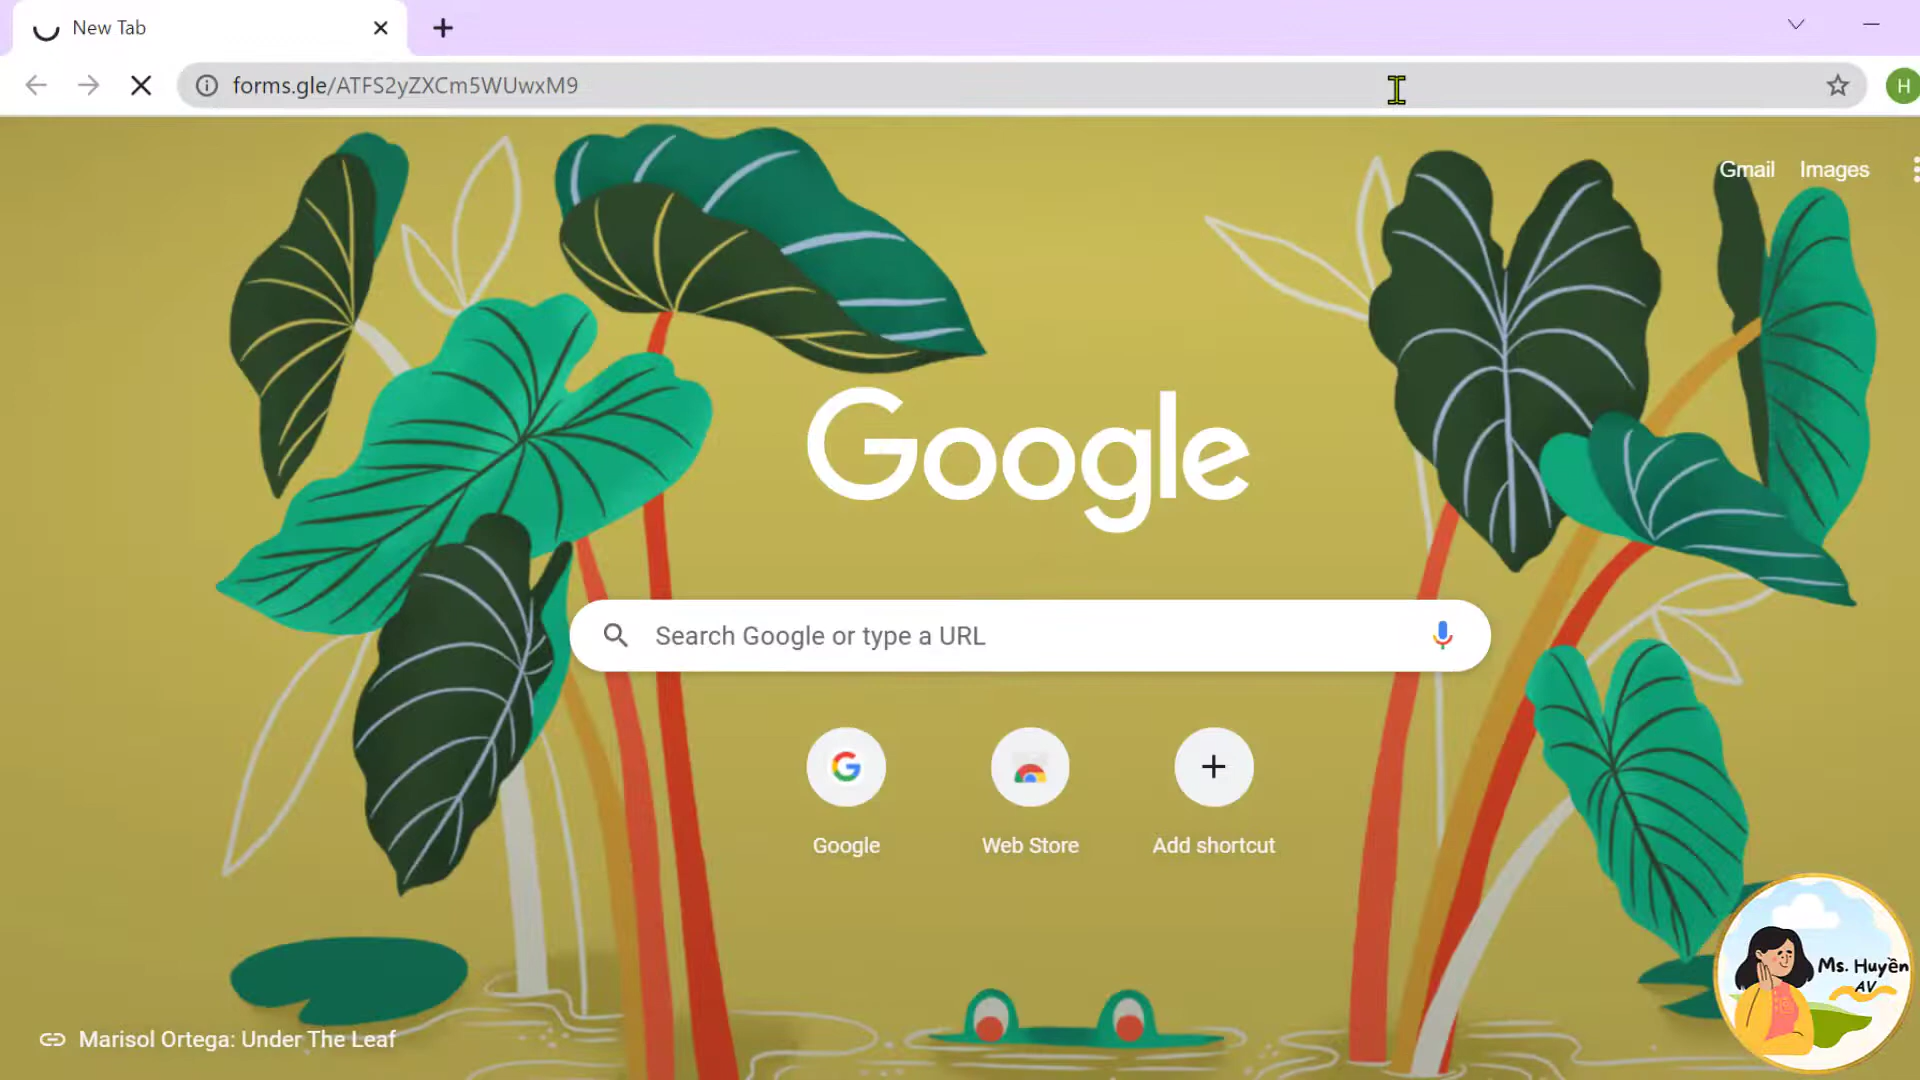 New Tab
forms.gle/ATFS2yZXCm5WUwxM9
H
Gmail Images
Google
Search Google or type a URL
Google Web Store Add shortcut
Ms. Huyền
AV
Marisol Ortega: Under The Leaf